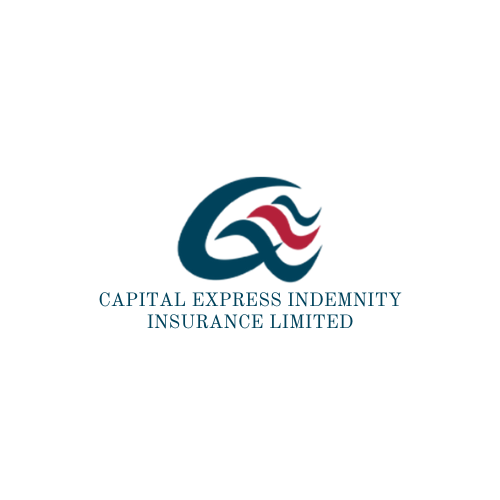 CAPITAL EXPRESS INDEMNITY
INSURANCE LIMITED